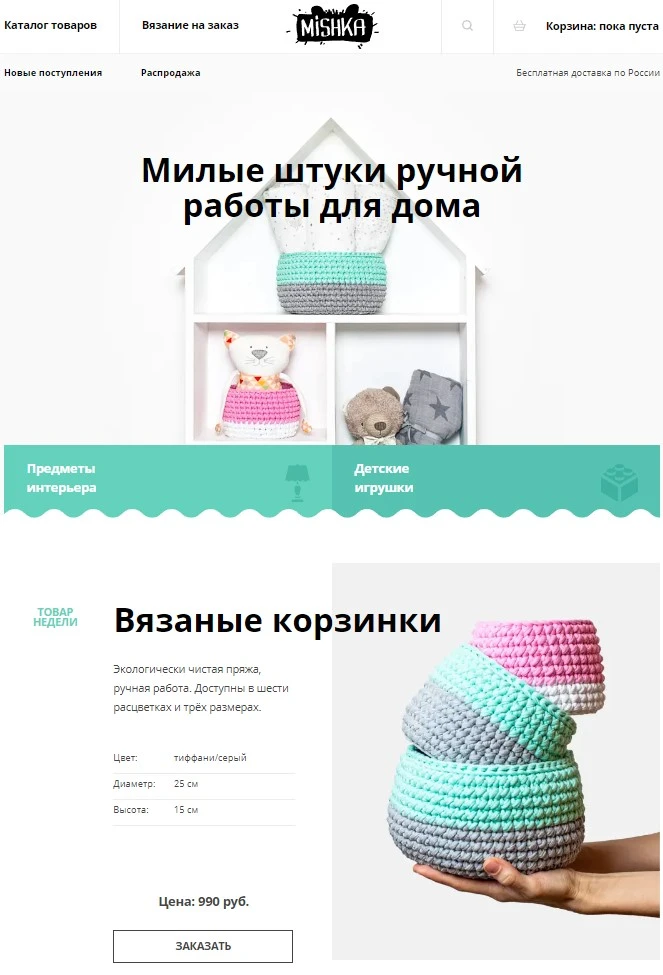 Каталог товаров
Вязание на заказ
MiSHKA
Корзина: пока пуста
Новые поступления
Распродажа
Бесплатная доставка по России
Милые штуки ручной
работы для дома
Предметы
интерьера
Детские
игрушки
ТОВАР
НЕДЕЛИ
Вязаные корзинки
Экологически чистая пряжа,
ручная работа. Доступны в шести
расцветках и трёх размерах.
Цвет: тиффани/серый
Диаметр: 25 см
Высота: 15 см
Цена: 990 руб.
ЗАКАЗАТЬ